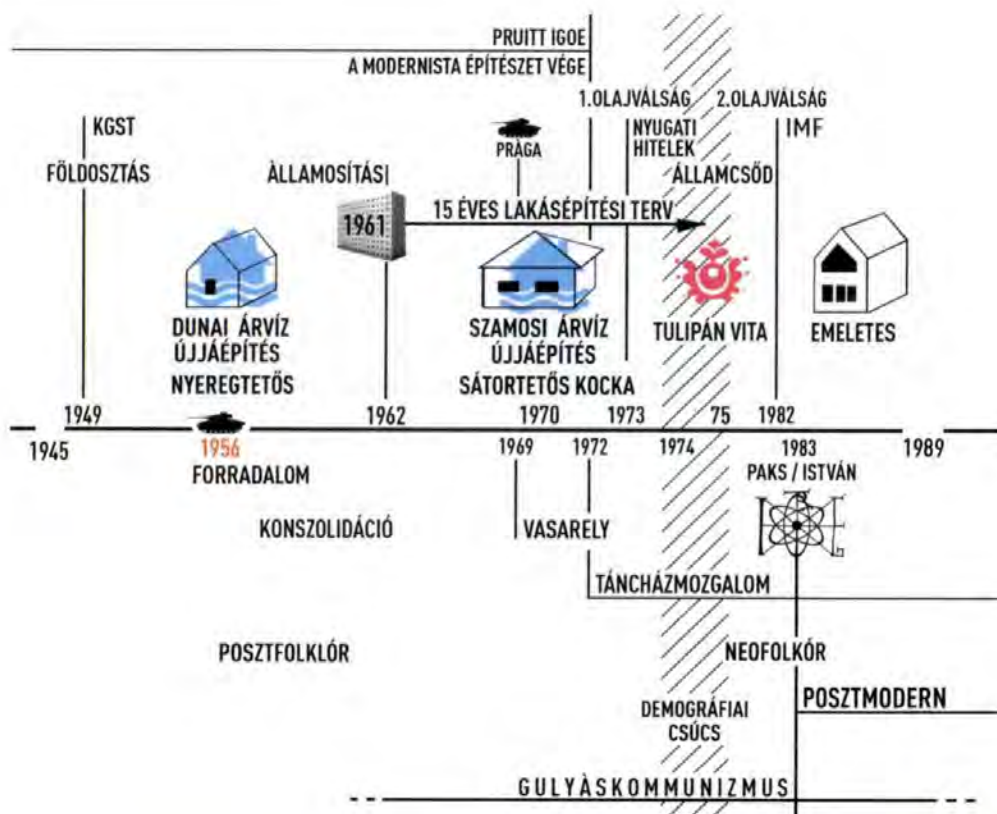 PRUITT IGOE
A MODERNISTA ÉPÍTÉSZET VÉGE
1.OLAJVÁLSÁG
2.OLAJVÁLSÁG
KGST
PRÁGA
NYUGATI
HITELEK
IMF
FÖLDOSZTÁS
ÀLLAMOSÍTÁS
ÁLLAMCSŐD
1961
15 ÉVES LAKÁSÉPÍTÉSI TERV
DUNAI ÁRVÍZ
ÚJJÁÉPÍTÉS
NYEREGTETŐS
SZAMOSI ÁRVÍZ
ÚJJÁÉPÍTÉS
SÁTORTETŐS KOCKA
TULIPÁN VITA
EMELETES
1949
1962
1970
1973
75
1982
1945
1956
1969
1972
1974
1983
1989
FORRADALOM
PAKS / ISTVÁN
KONSZOLIDÁCIÓ
VASARELY
TÁNCHÁZMOZGALOM
POSZTFOLKLÓR
NEOFOLKÓR
DEMOGRÁFIAI
CSÚCS
POSZTMODERN
GULYÀSKOMMUNIZMUS